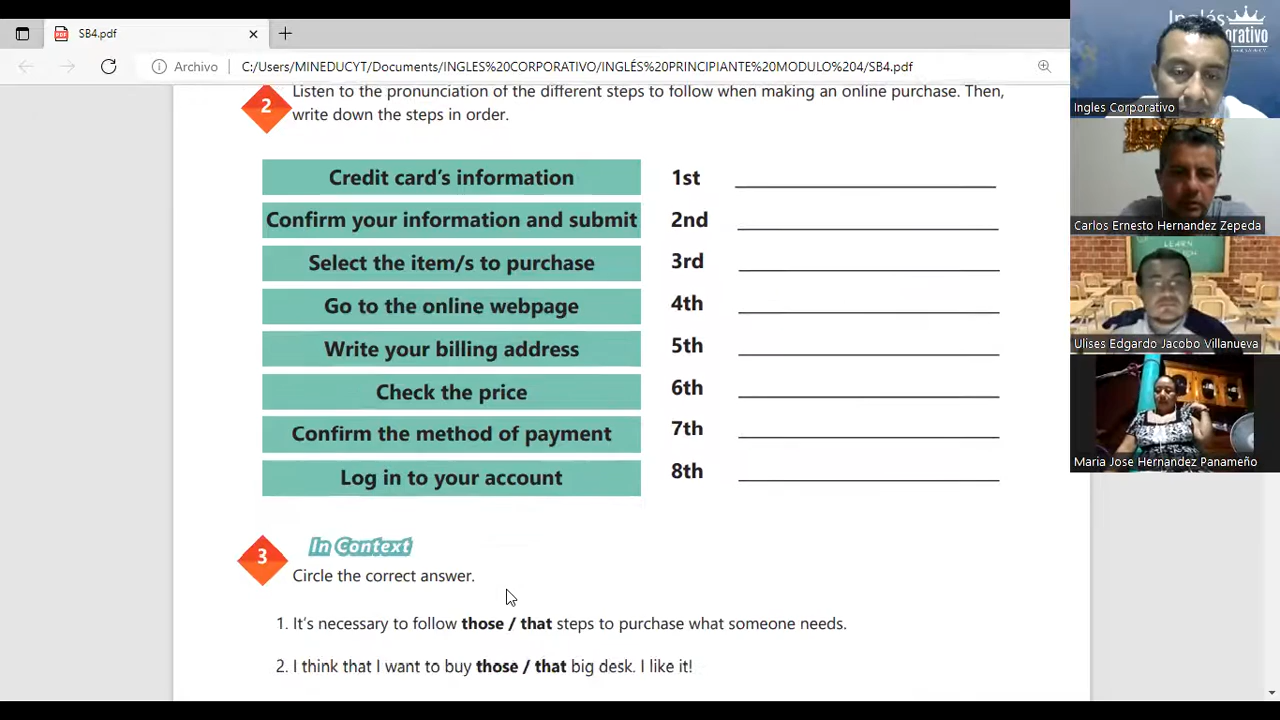 SB4.pdf
Archivo
C:/Users/MINEDUCYT/Documents/INGLES%20CORPORATIVO/INGLÉS%20PRINCIPIANTE%20MODULO%204/SB4.pdf
2
Listen to the pronunciation of the different steps to follow when making an online purchase. Then,
write down the steps in order.
Credit card's information
1st
Confirm your information and submit
2nd
Select the item/s to purchase
3rd
Go to the online webpage
4th
Write your billing address
5th
Check the price
6th
Confirm the method of payment
7th
Log in to your account
8th
3
In Context
Circle the correct answer.
1. It's necessary to follow those / that steps to purchase what someone needs.
2. I think that I want to buy those / that big desk. I like it!
Inglés
Ingles Corporativo
Carlos Ernesto Hernandez Zepeda
LEARN
Ulises Edgardo Jacobo Villanueva
Maria Jose Hernandez Panameño